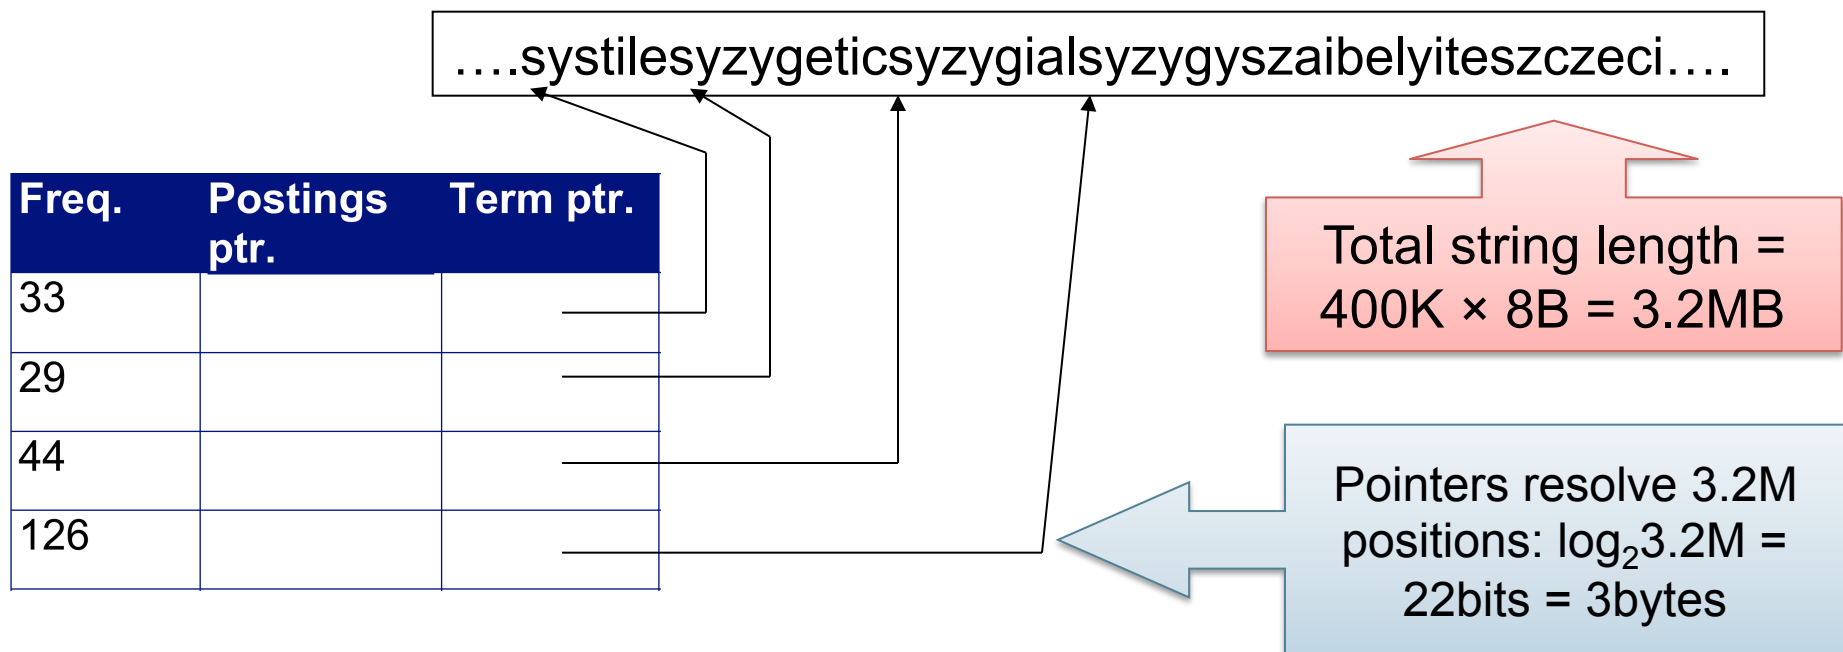 ....systilesyzygeticsyzygialsyzygyszaibelyiteszczeci....
Freq. Postings Term ptr.
ptr.
33
29
44
126
Total string length =
400K × 8B = 3.2MB
Pointers resolve 3.2M
positions: log₂3.2M =
22bits = 3bytes